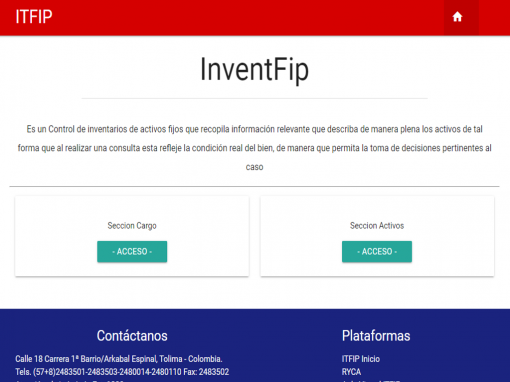 ITFIP
InventFip
Es un Control de inventarios de activos fijos que recopila información relevante que describa de manera plena los activos de tal
forma que al realizar una consulta esta refleje la condición real del bien, de manera que permita la toma de decisiones pertinentes al
caso
Seccion Cargo
- ACCESO -
Seccion Activos
- ACCESO -
Contáctanos
Calle 18 Carrera 1ª Barrio/Arkabal Espinal, Tolima - Colombia.
Tels. (57+8)2483501-2483503-2480014-2480110 Fax: 2483502
Plataformas
ITFIP Inicio
RYCA